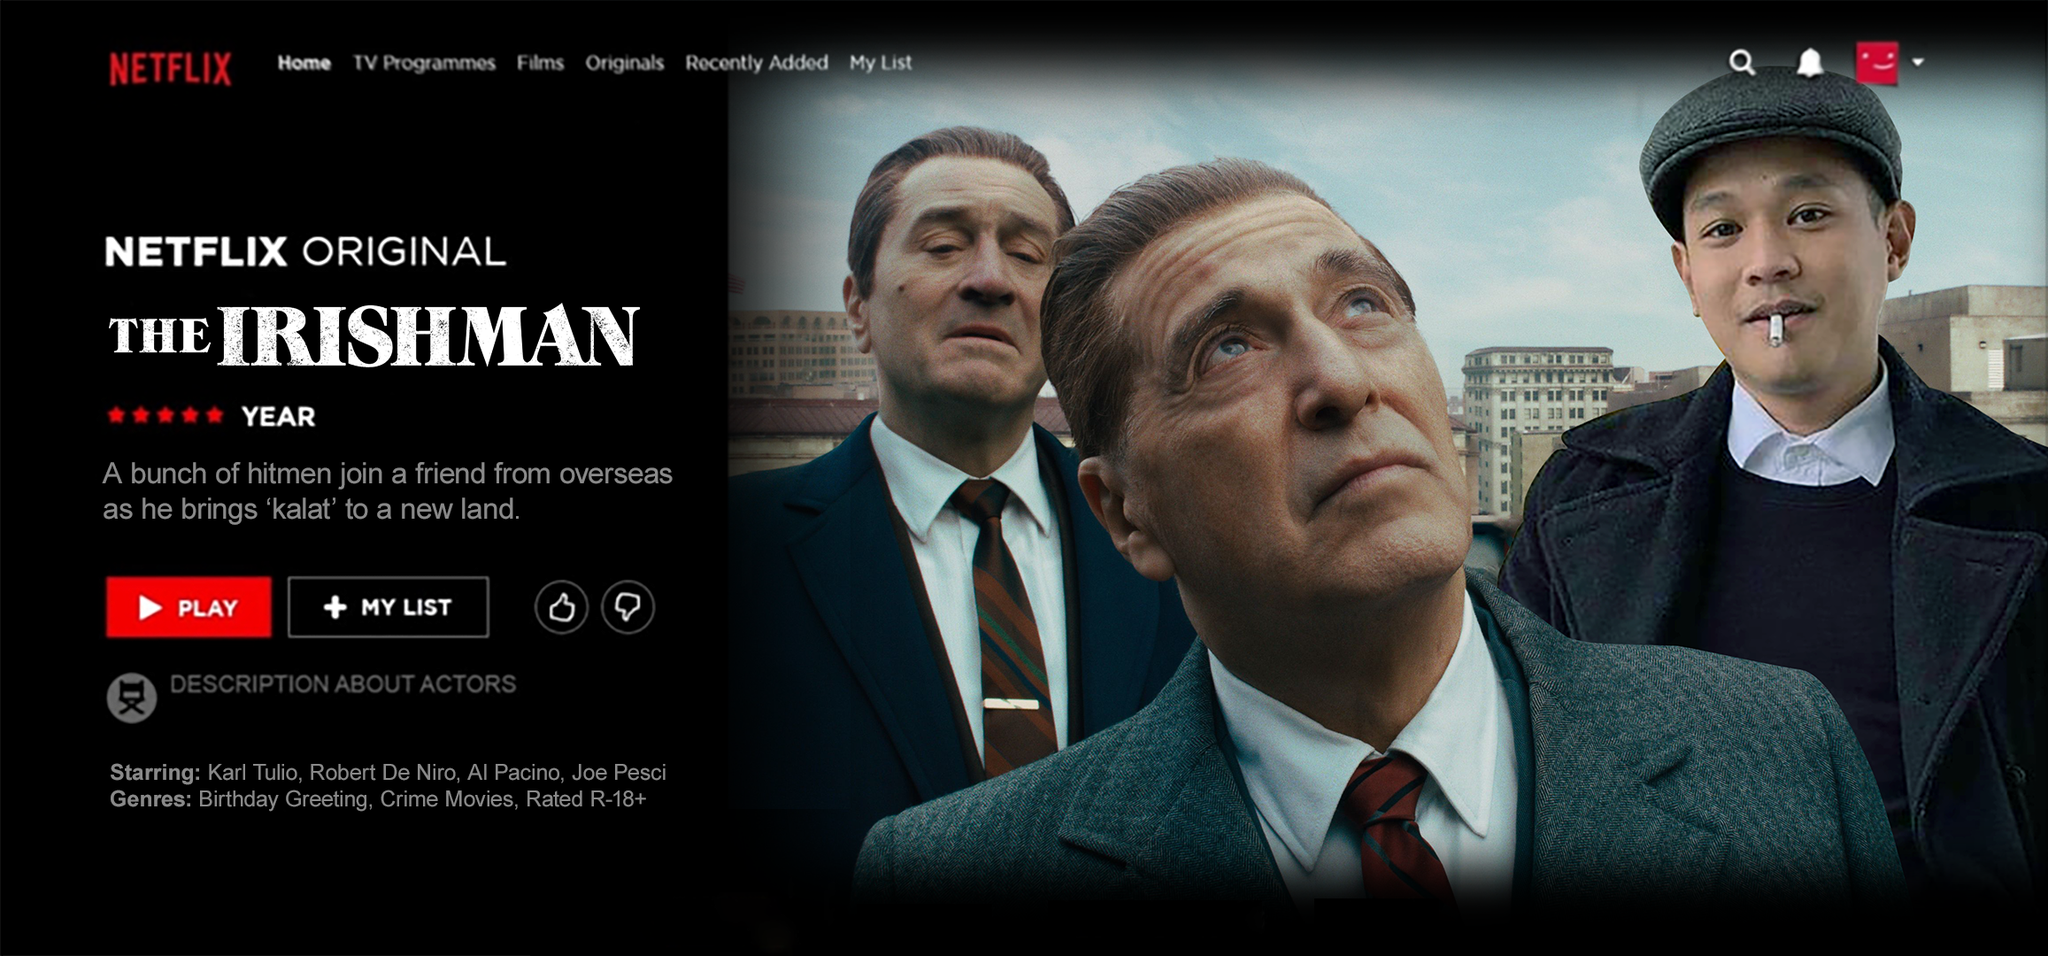 NETFLIX Home TV Programmes Films Originals Recently Added My List
NETFLIX ORIGINAL
THE IRISHMAN
YEAR
A bunch of hitmen join a friend from overseas
as he brings ‘kalat’ to a new land.
PLAY MY LIST
DESCRIPTION ABOUT ACTORS
Starring: Karl Tulio, Robert De Niro, Al Pacino, Joe Pesci
Genres: Birthday Greeting, Crime Movies, Rated R-18+